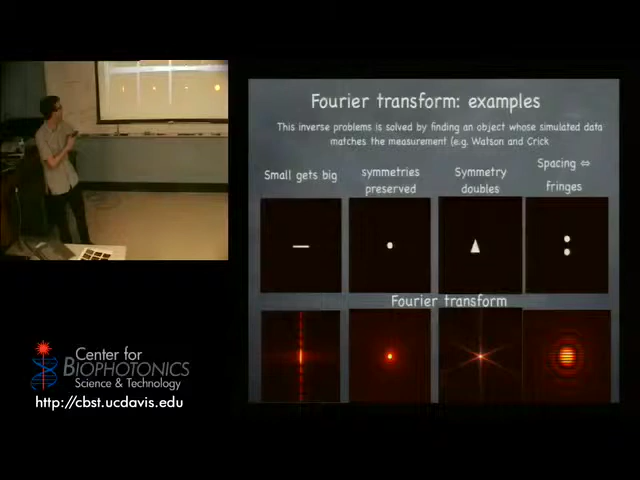 Fourier transform: examples
This inverse problems is solved by finding an object whose simulated data
matches the measurement (e.g. Watson and Crick
Small gets big
symmetries
preserved
Symmetry
doubles
Spacing ⇔
fringes
Fourier transform
Center for
BIOPHOTONICS
Science & Technology
http://cbst.ucdavis.edu